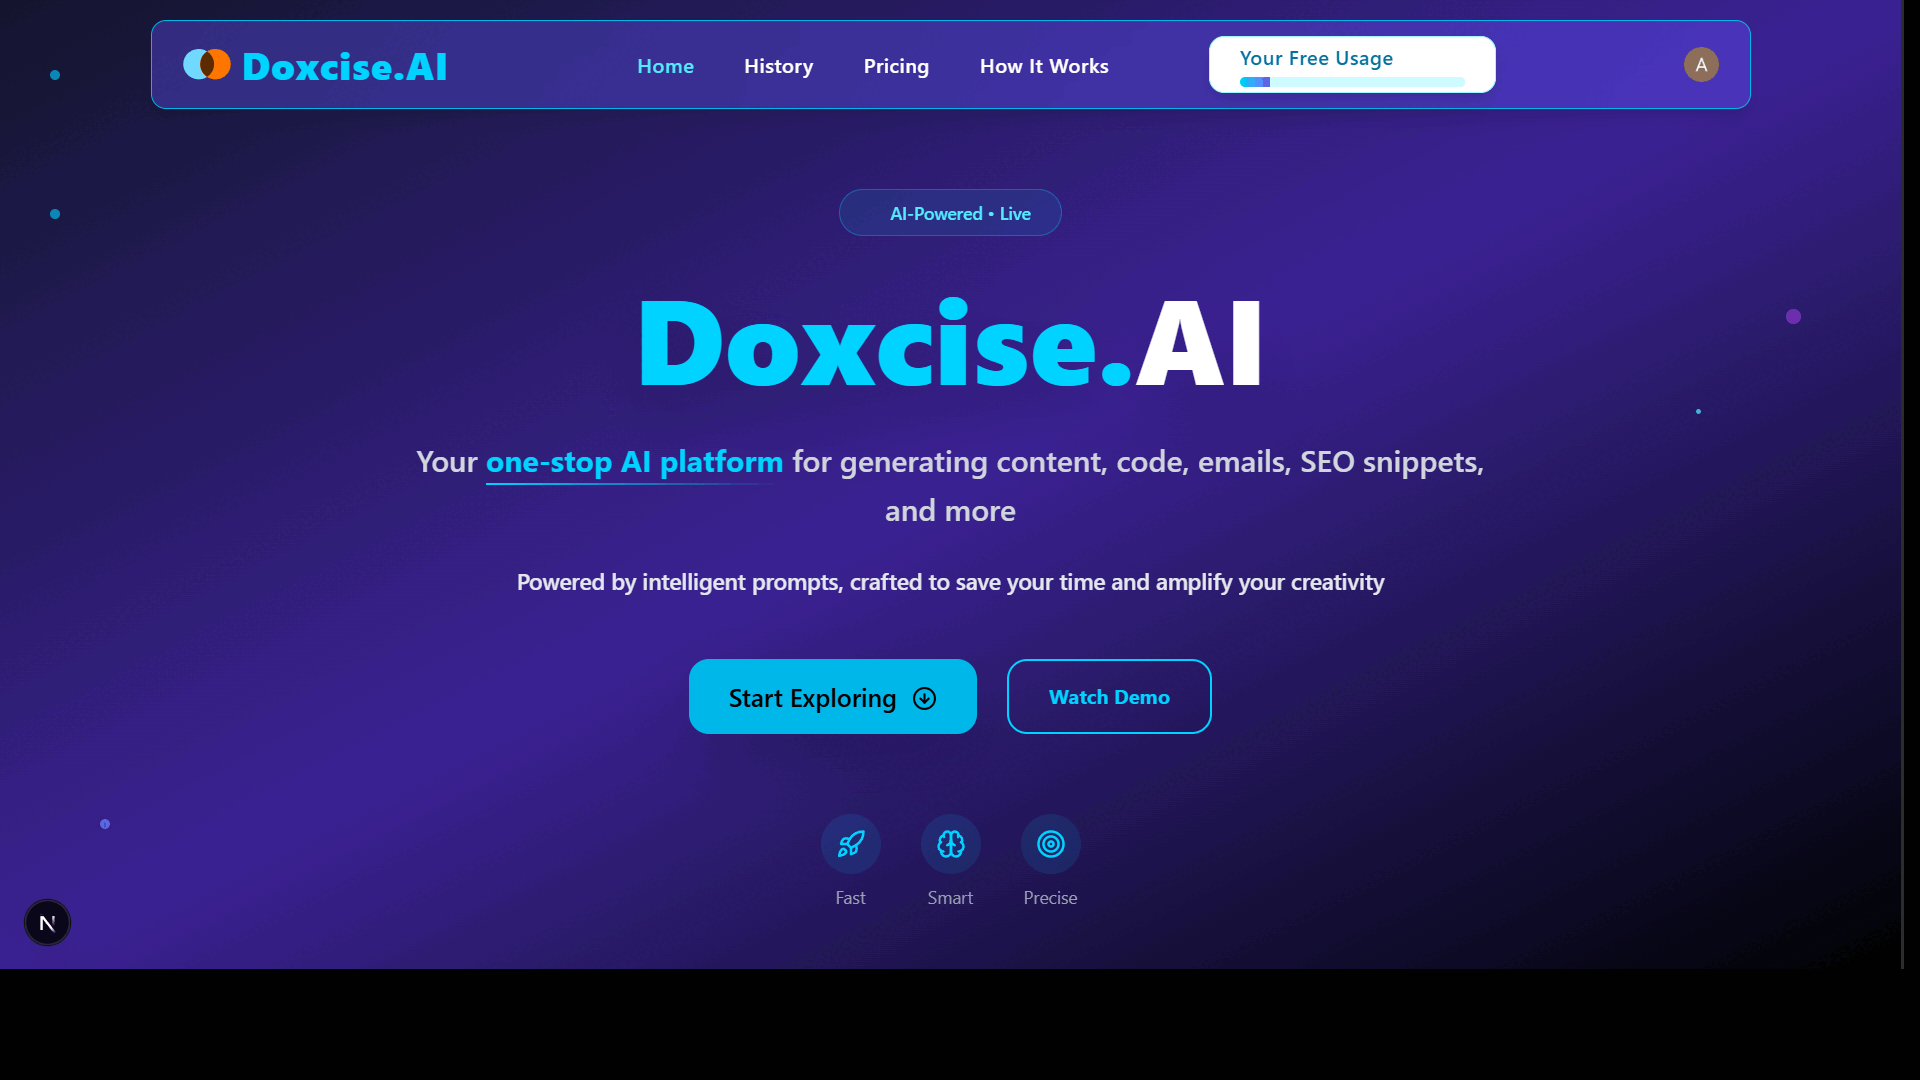 Doxcise.AI
Home
History
Pricing
How It Works
Your Free Usage
A
AI-Powered • Live
Doxcise.AI
Your one-stop AI platform for generating content, code, emails, SEO snippets,
and more
Powered by intelligent prompts, crafted to save your time and amplify your creativity
Start Exploring
Watch Demo
Fast
Smart
Precise
N